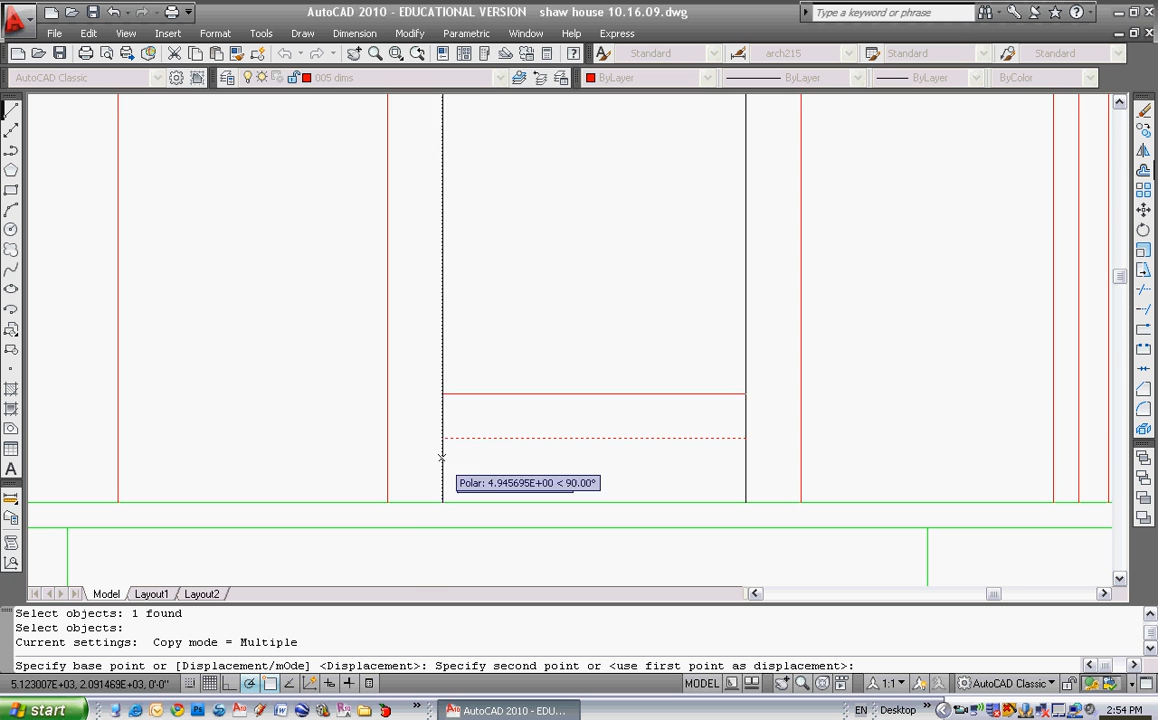 AutoCAD 2010 - EDUCATIONAL VERSION shaw house 10.16.09.dwg
Type a keyword or phrase
File Edit View Insert Format Tools Draw Dimension Modify Parametric Window Help Express
Standard arch215 Standard Standard
AutoCAD Classic 005 dims ByLayer ByLayer ByLayer ByColor
A
Polar: 4.945695E+00 < 90.00°
Model Layout1 Layout2
Select objects: 1 found
Select objects:
Current settings: Copy mode = Multiple
Specify base point or [Displacement/mOde] <Displacement>: Specify second point or <use first point as displacement>:
5.123007E+03, 2.091469E+03, 0'-0" MODEL 1:1 AutoCAD Classic
start AutoCAD 2010 - EDU... EN Desktop 2:54 PM